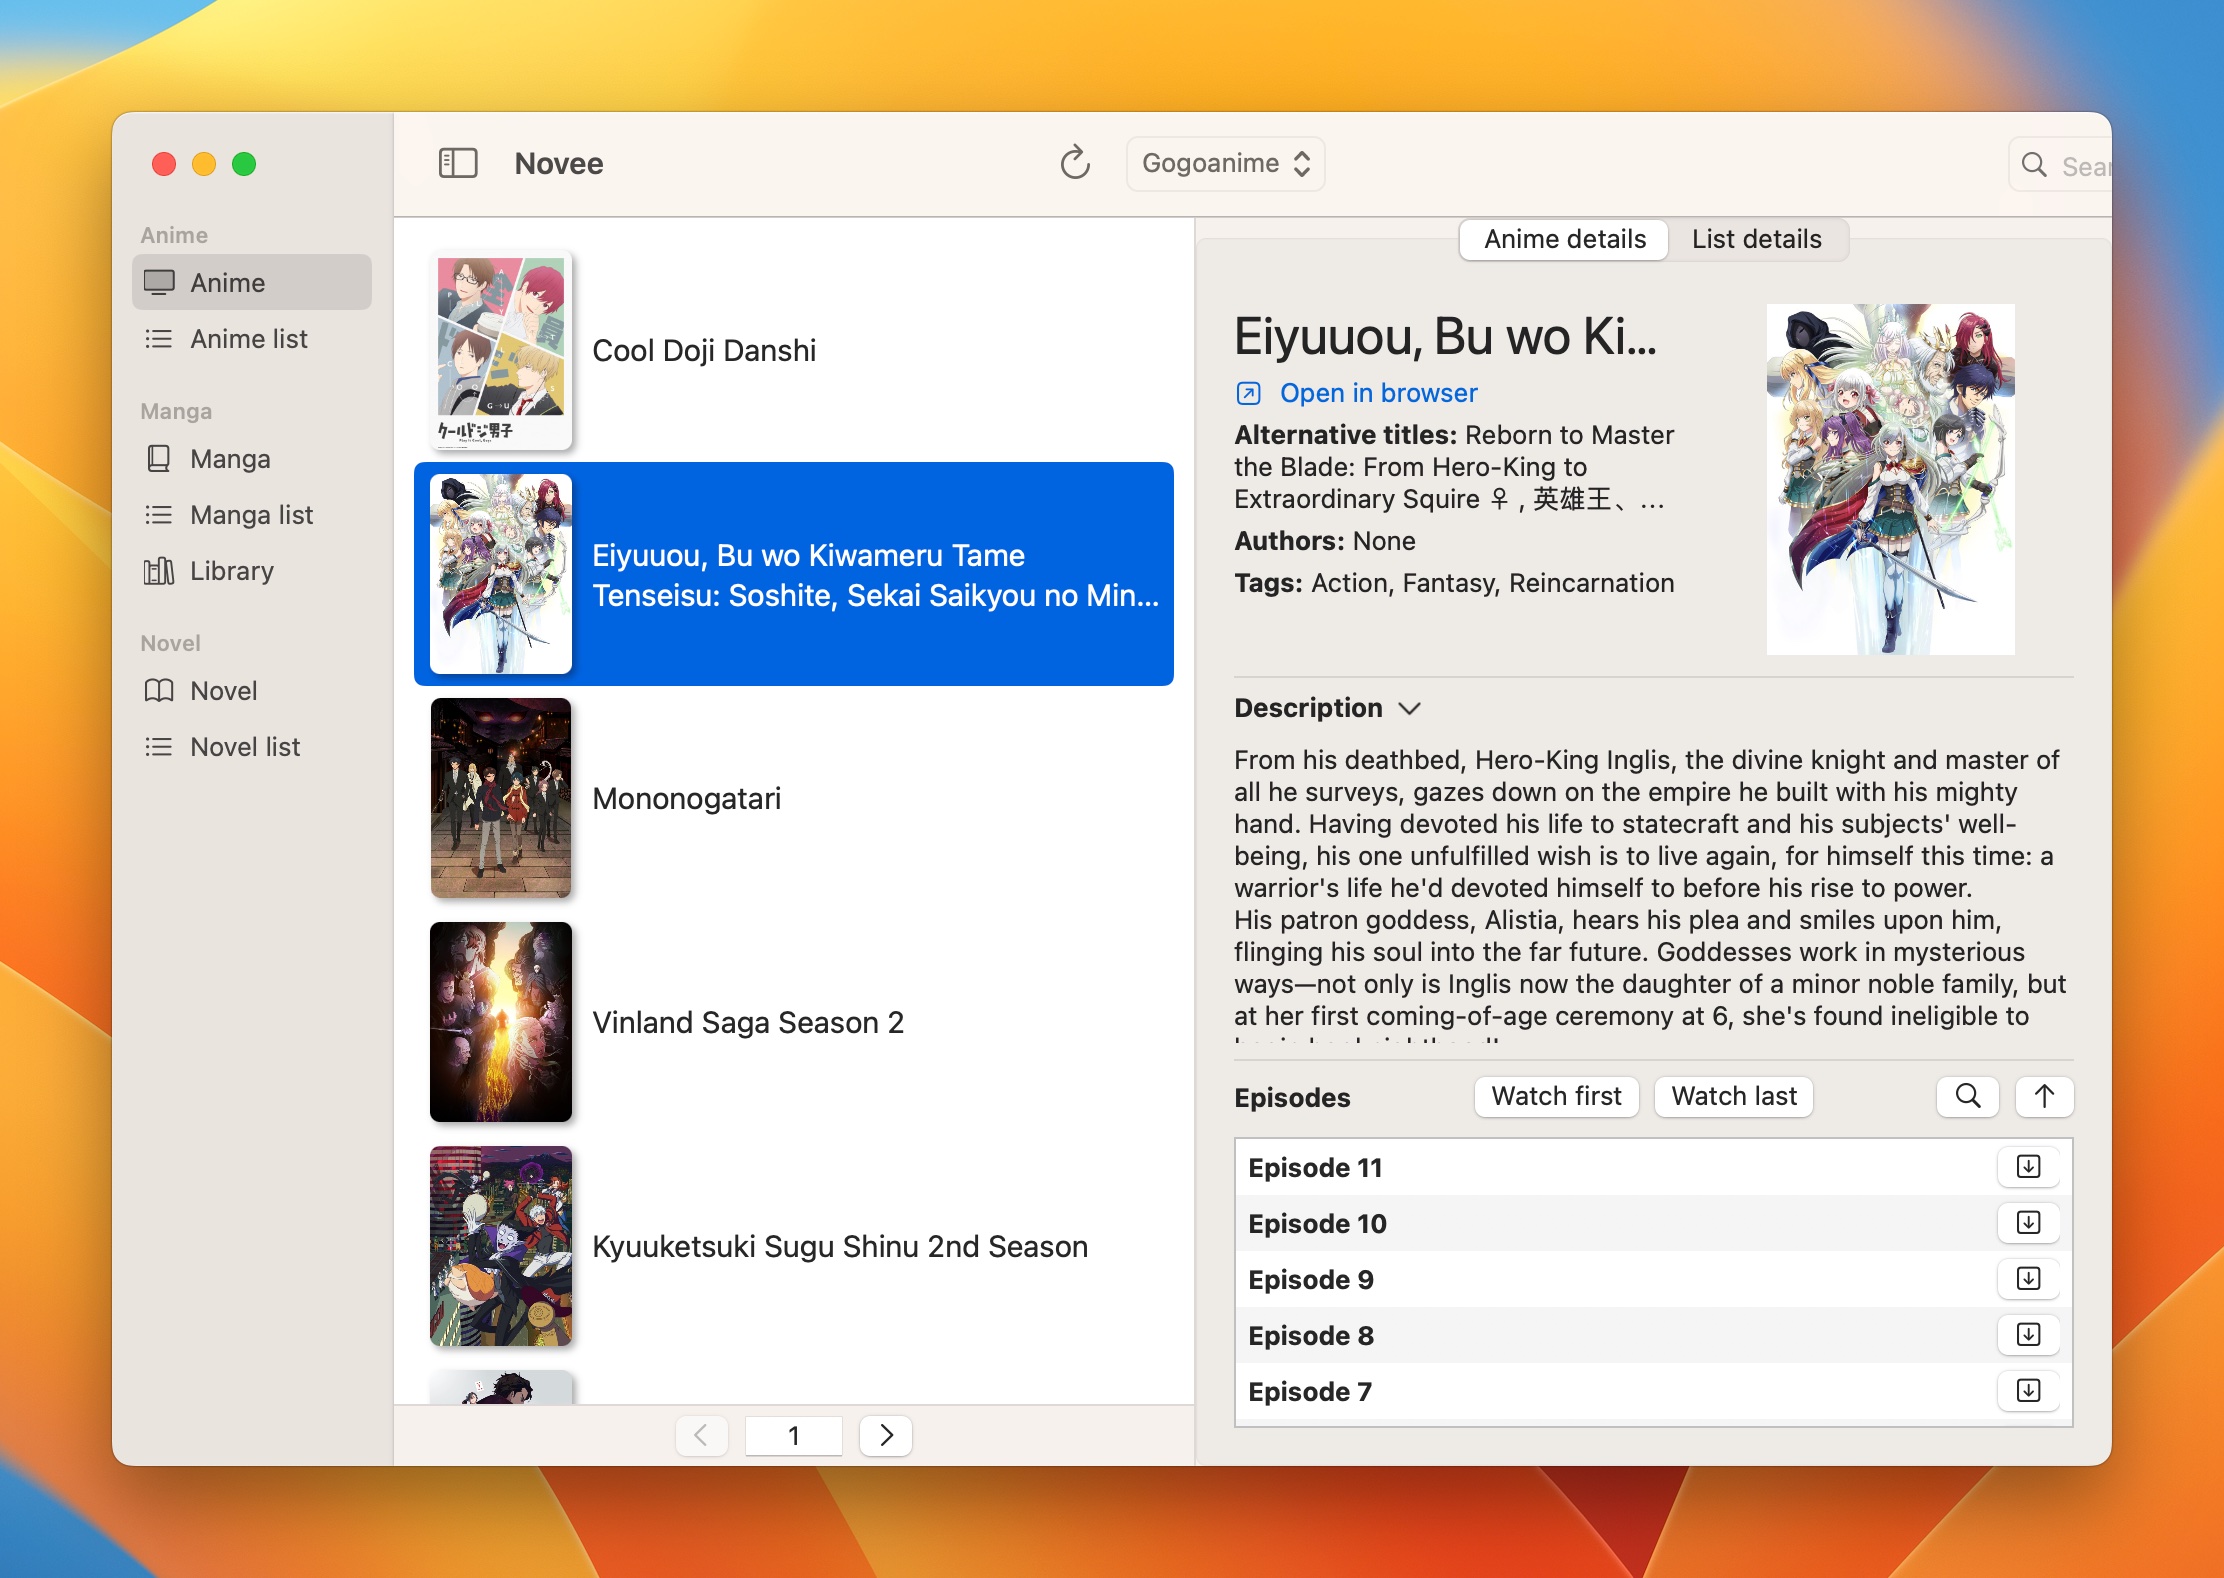 Novee
Gogoanime
Sear
Anime
Anime
Anime list
Manga
Manga
Manga list
Library
Novel
Novel
Novel list
クールドジ男子
Cool Doji Danshi
Eiyuuou, Bu wo Kiwameru Tame
Tenseisu: Soshite, Sekai Saikyou no Min...
Mononogatari
Vinland Saga Season 2
Kyuuketsuki Sugu Shinu 2nd Season
1
Anime details
List details
Eiyuuou, Bu wo Ki...
Open in browser
Alternative titles: Reborn to Master
the Blade: From Hero-King to
Extraordinary Squire ♀ , 英雄王、...
Authors: None
Tags: Action, Fantasy, Reincarnation
Description
From his deathbed, Hero-King Inglis, the divine knight and master of
all he surveys, gazes down on the empire he built with his mighty
hand. Having devoted his life to statecraft and his subjects' well-
being, his one unfulfilled wish is to live again, for himself this time: a
warrior's life he'd devoted himself to before his rise to power.
His patron goddess, Alistia, hears his plea and smiles upon him,
flinging his soul into the far future. Goddesses work in mysterious
ways—not only is Inglis now the daughter of a minor noble family, but
at her first coming-of-age ceremony at 6, she's found ineligible to
Episodes
Watch first
Watch last
Episode 11
Episode 10
Episode 9
Episode 8
Episode 7